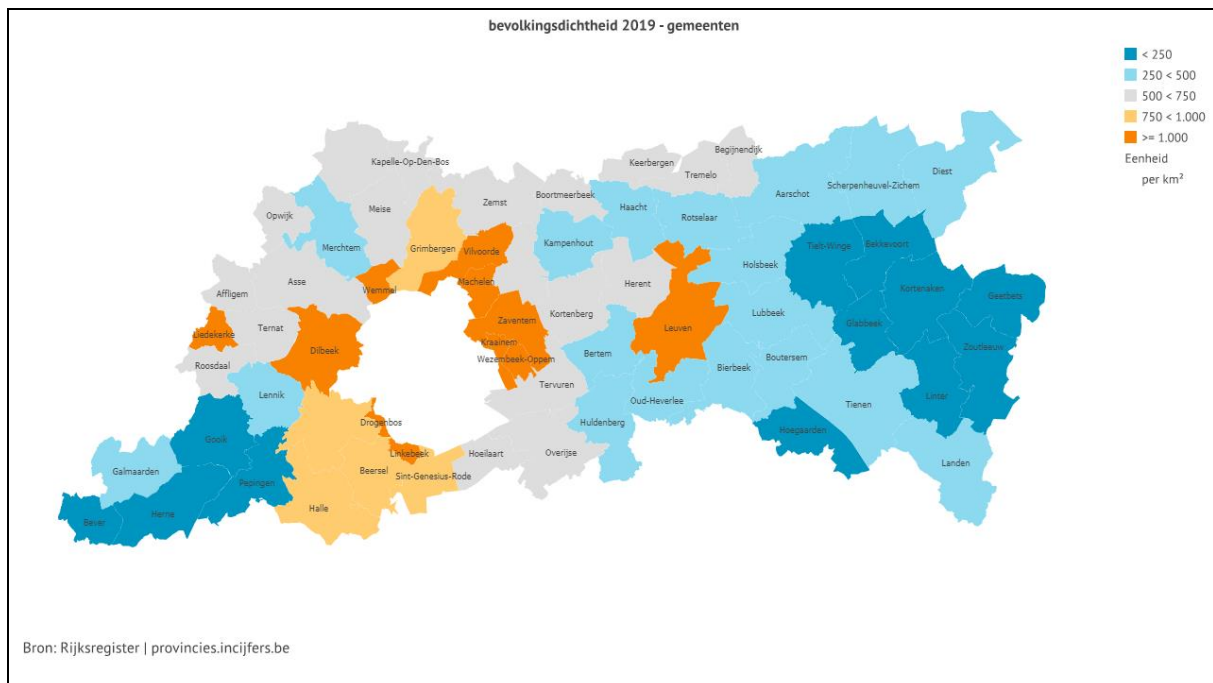 bevolkingsdichtheid 2019 - gemeenten
< 250
250 < 500
500 < 750
750 < 1.000
>= 1.000
Eenheid
per km²
Kapelle-Op-Den-Bos
Keerbergen
Begijnendijk
Tremelo
Diest
Scherpenheuvel-Zichem
Aarschot
Boortmeerbeek
Zemst
Meise
Opwijk
Haacht
Rotselaar
Merchtem
Grimbergen
Kampenhout
Vilvoorde
Tielt-Winge
Bekkevoort
Holsbeek
Asse
Machelen
Herent
Wemmel
Affligem
Kortenaken
Geetbets
Kortenberg
Lubbeek
Zaventem
Glabbeek
Ternat
Leuven
Liedekerke
Kraainem
Zoutleeuw
Dilbeek
Bertem
Wezembeek-Oppem
Boutersem
Roosdaal
Bierbeek
Tervuren
Lennik
Linter
Oud-Heverlee
Tienen
Drogenbos
Huldenberg
Hoegaarden
Gooik
Linkebeek
Hoeilaart
Overijse
Landen
Galmaarden
Beersel
Sint-Genesius-Rode
Pepingen
Halle
Herne
Bever
Bron: Rijksregister | provincies.incijfers.be